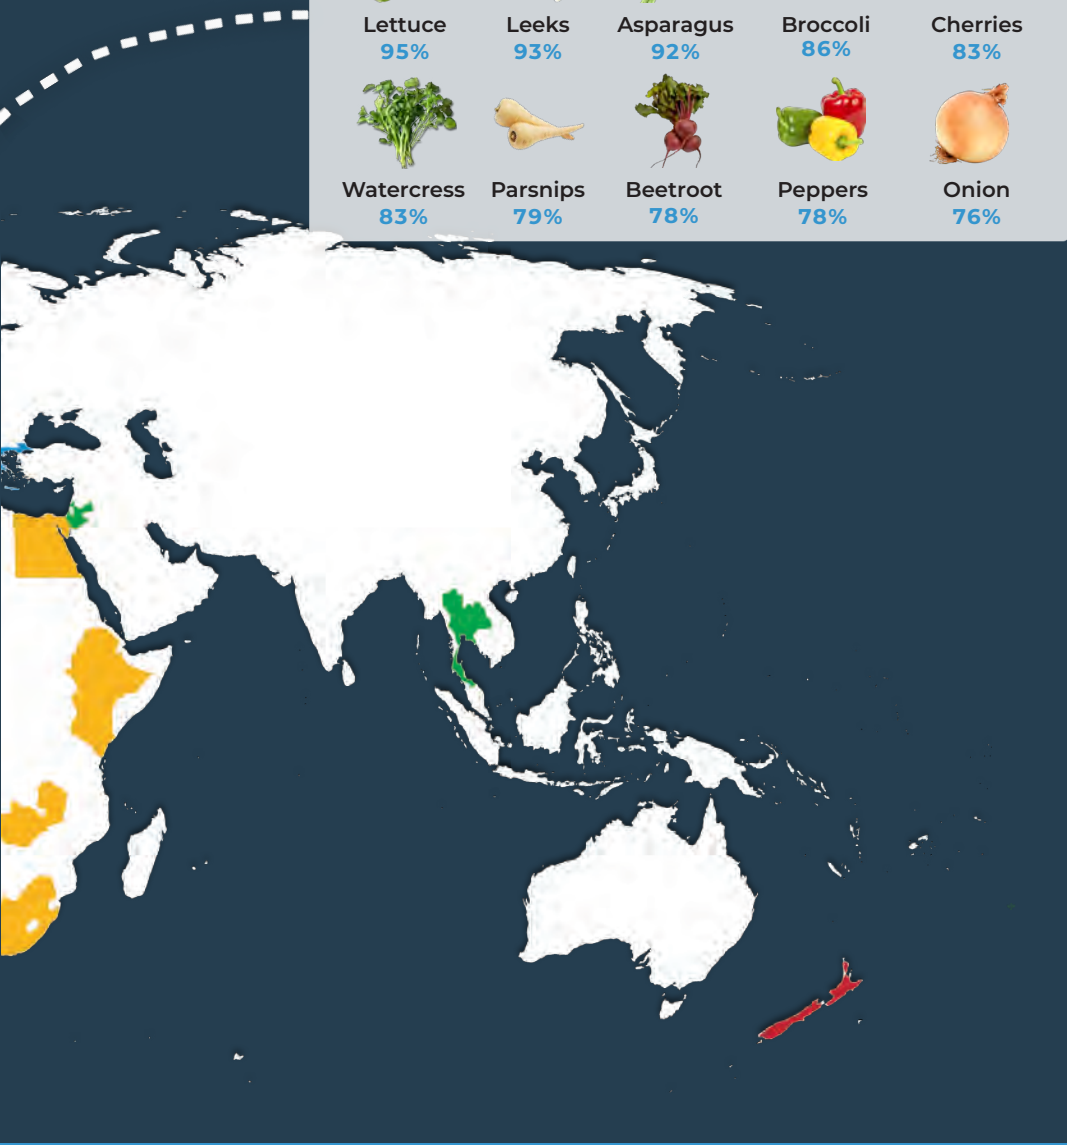 Lettuce Leeks Asparagus Broccoli Cherries
95% 93% 92% 86% 83%
Watercress Parsnips Beetroot Peppers Onion
83% 79% 78% 78% 76%